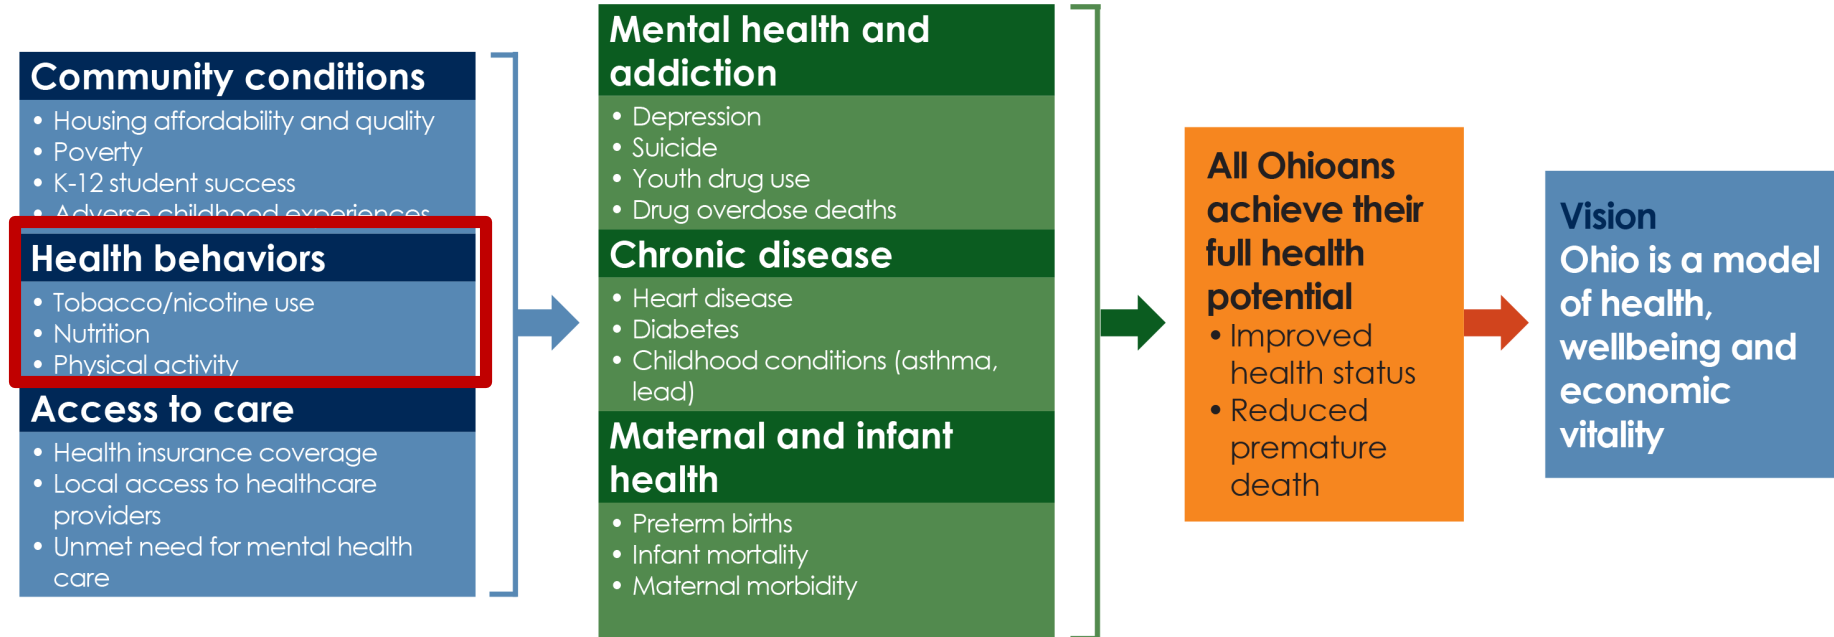 Community conditions
• Housing affordability and quality
• Poverty
• K-12 student success
• Adverse childhood experiences
Health behaviors
• Tobacco/nicotine use
• Nutrition
• Physical activity
Access to care
• Health insurance coverage
• Local access to healthcare
providers
• Unmet need for mental health
care
Mental health and
addiction
• Depression
• Suicide
• Youth drug use
• Drug overdose deaths
Chronic disease
• Heart disease
• Diabetes
• Childhood conditions (asthma,
lead)
Maternal and infant
health
• Preterm births
• Infant mortality
• Maternal morbidity
All Ohioans
achieve their
full health
potential
• Improved
health status
• Reduced
premature
death
Vision
Ohio is a model
of health,
wellbeing and
economic
vitality